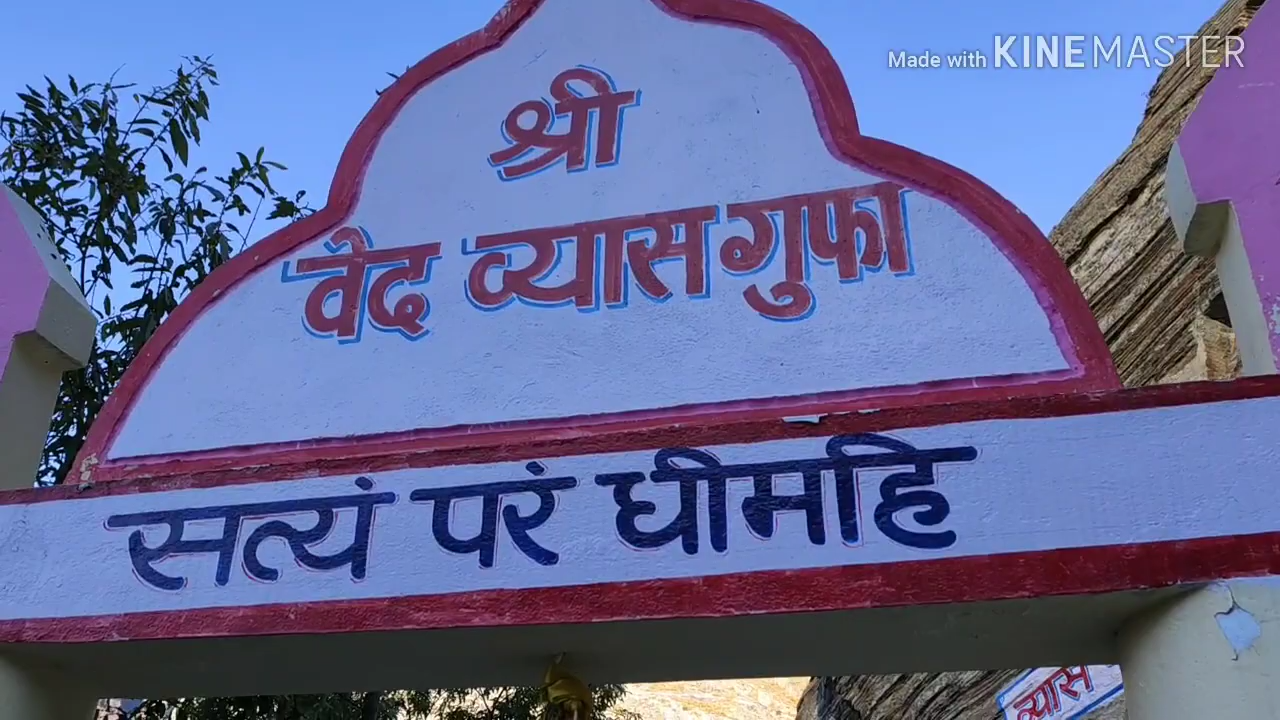 Made with KINEMASTER
श्री
वेद व्यास गुफा
सत्यं परं धीमहि
व्यास